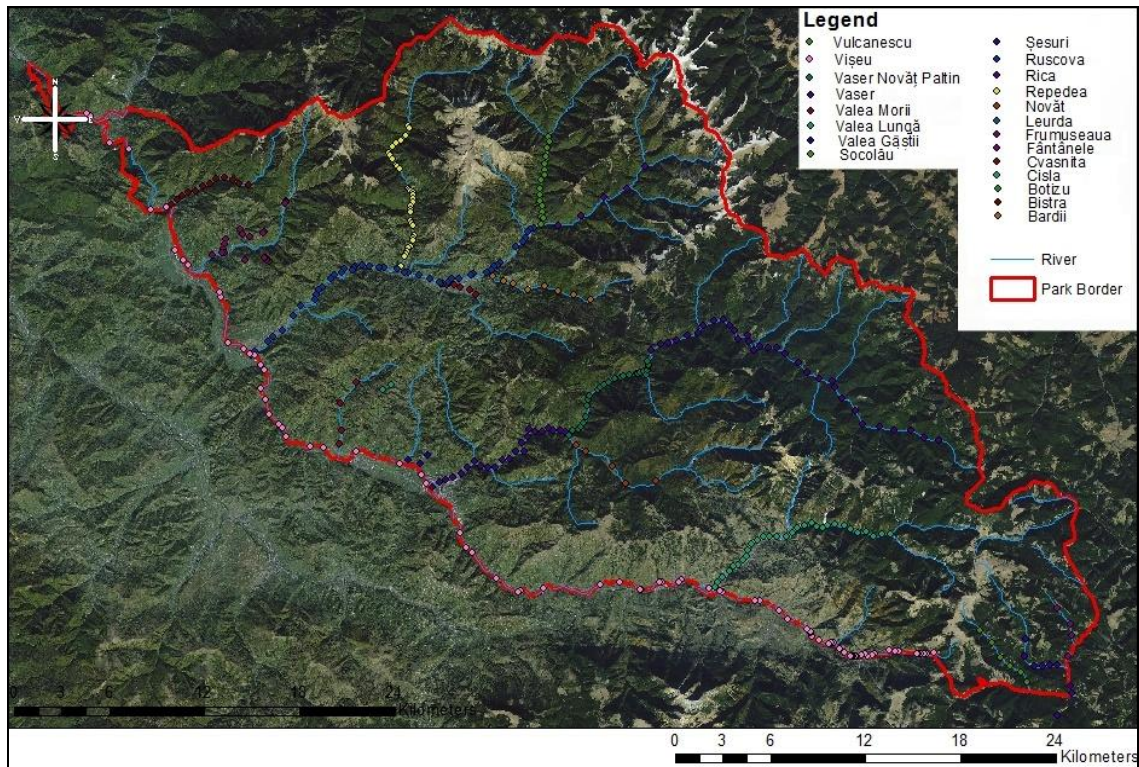 Legend
Vulcanescu
Vișeu
Vaser Novăț Paltin
Vaser
Valea Morii
Valea Lungă
Valea Găștii
Socolău
Șesuri
Ruscova
Rica
Repedea
Novăt
Leurda
Frumuseaua
Fântânele
Cvasnita
Cisla
Botizu
Bistra
Bardii
River
Park Border
N
0 3 6 12 18 24
Kilometers
0 3 6 12 18 24
Kilometers